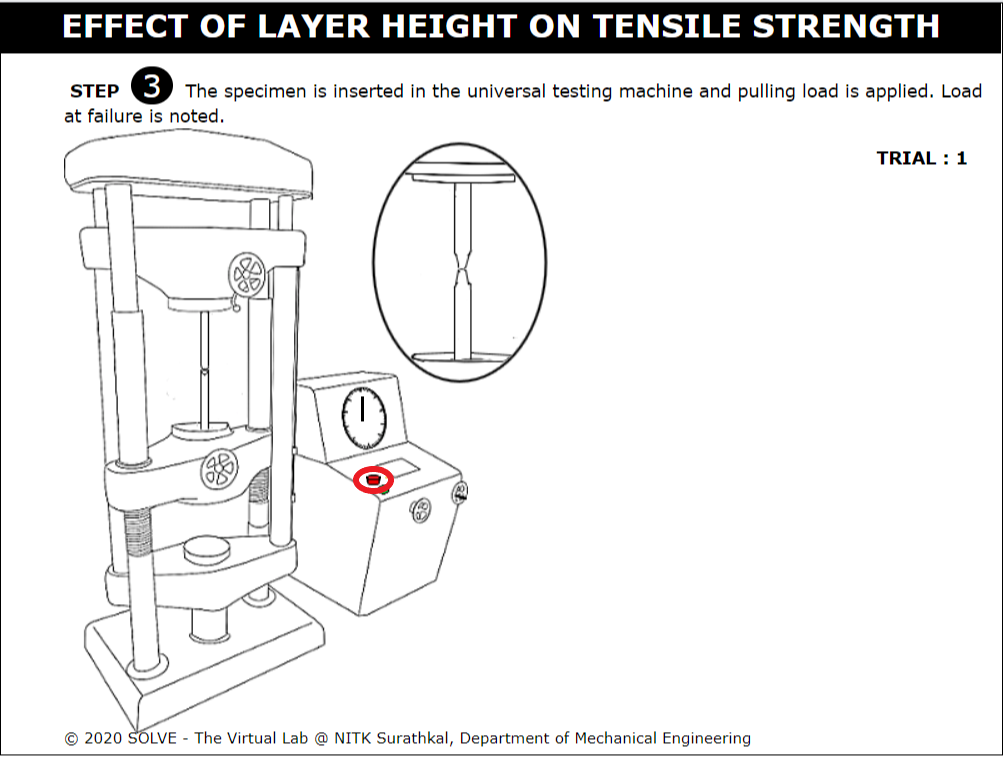 EFFECT OF LAYER HEIGHT ON TENSILE STRENGTH
STEP 3 The specimen is inserted in the universal testing machine and pulling load is applied. Load
at failure is noted.
TRIAL : 1
© 2020 SOLVE - The Virtual Lab @ NITK Surathkal, Department of Mechanical Engineering